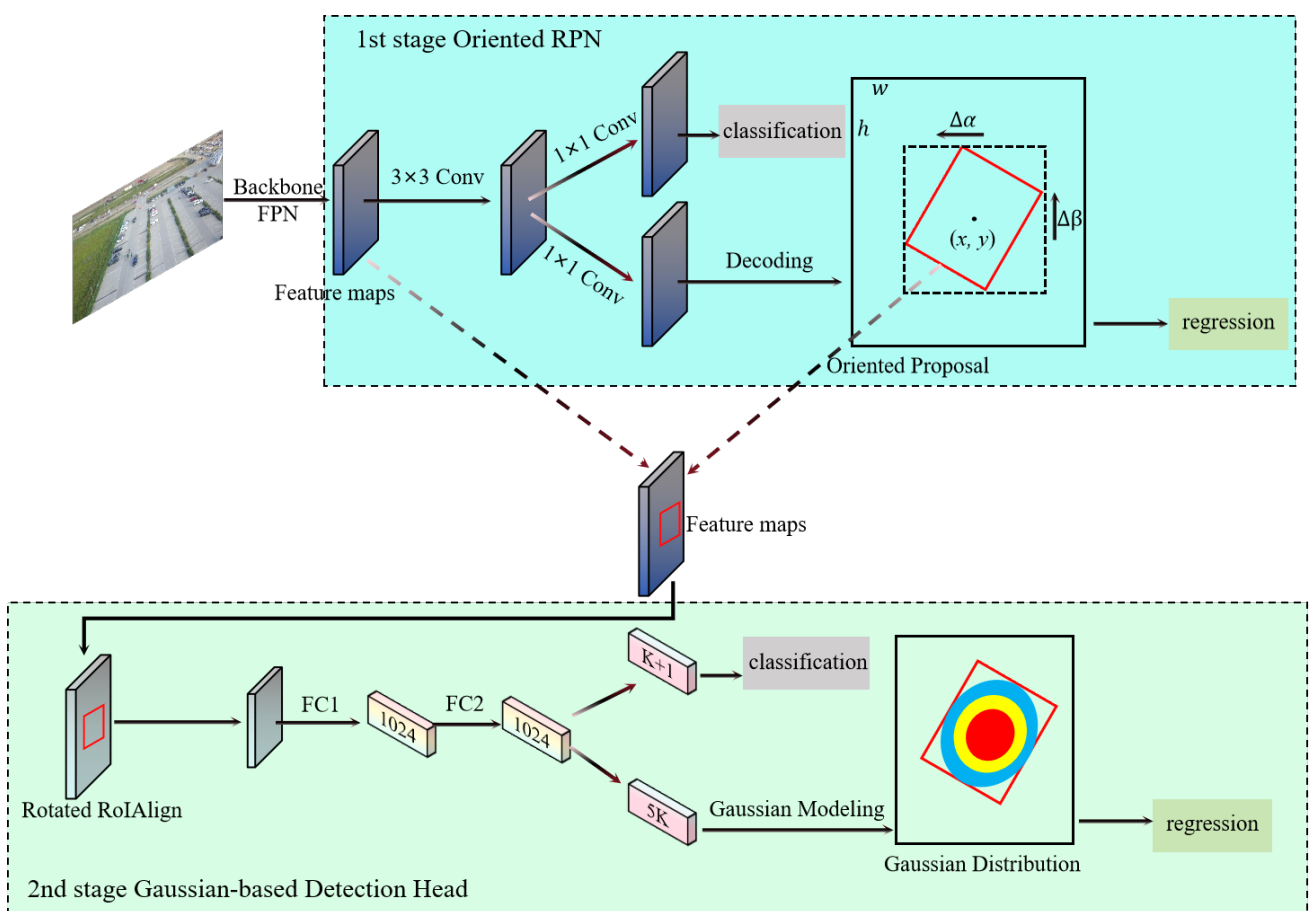 1st stage Oriented RPN
Backbone
FPN
Feature maps
3×3 Conv
1×1 Conv
1×1 Conv
classification
Decoding
w
h
Δα
Δβ
(x, y)
Oriented Proposal
regression
Feature maps
Rotated RoIAlign
FC1
1024
FC2
1024
K+1
classification
5K
Gaussian Modeling
Gaussian Distribution
regression
2nd stage Gaussian-based Detection Head